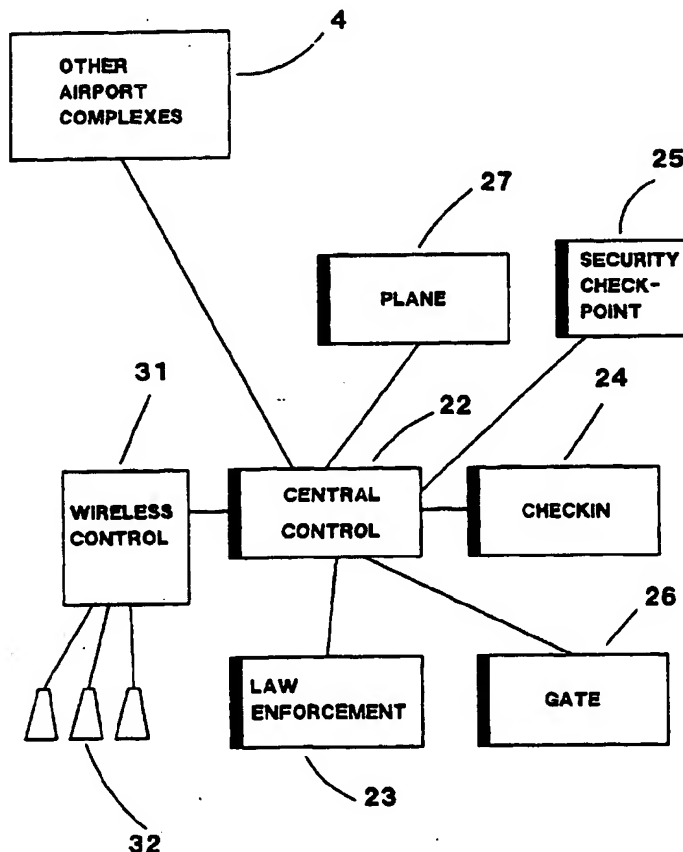 4
OTHER
AIRPORT
COMPLEXES
27
25
PLANE
SECURITY
CHECK-
POINT
31
22
24
WIRELESS
CONTROL
CENTRAL
CONTROL
CHECKIN
26
LAW
ENFORCEMENT
GATE
23
32